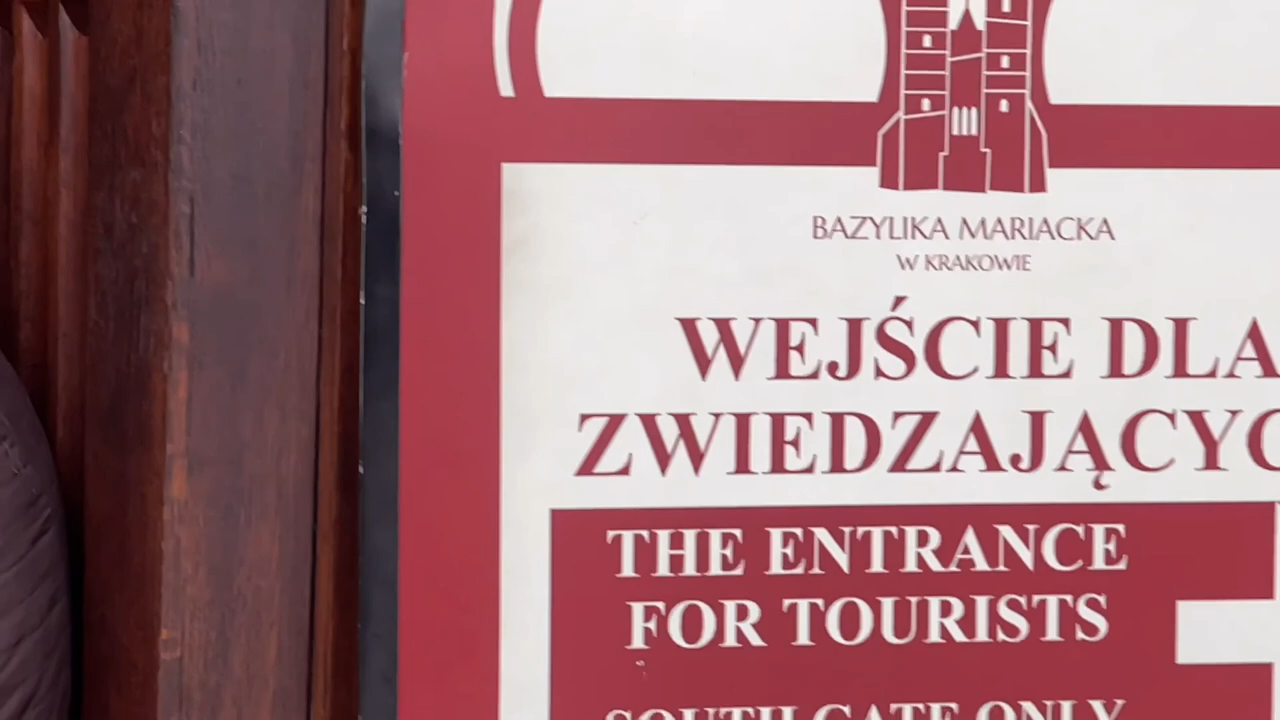 BAZYLIKA MARIACKA
W KRAKOWIE
WEJŚCIE DLA
ZWIEDZAJĄCYC
THE ENTRANCE
FOR TOURISTS
SOUTH GATE ONLY